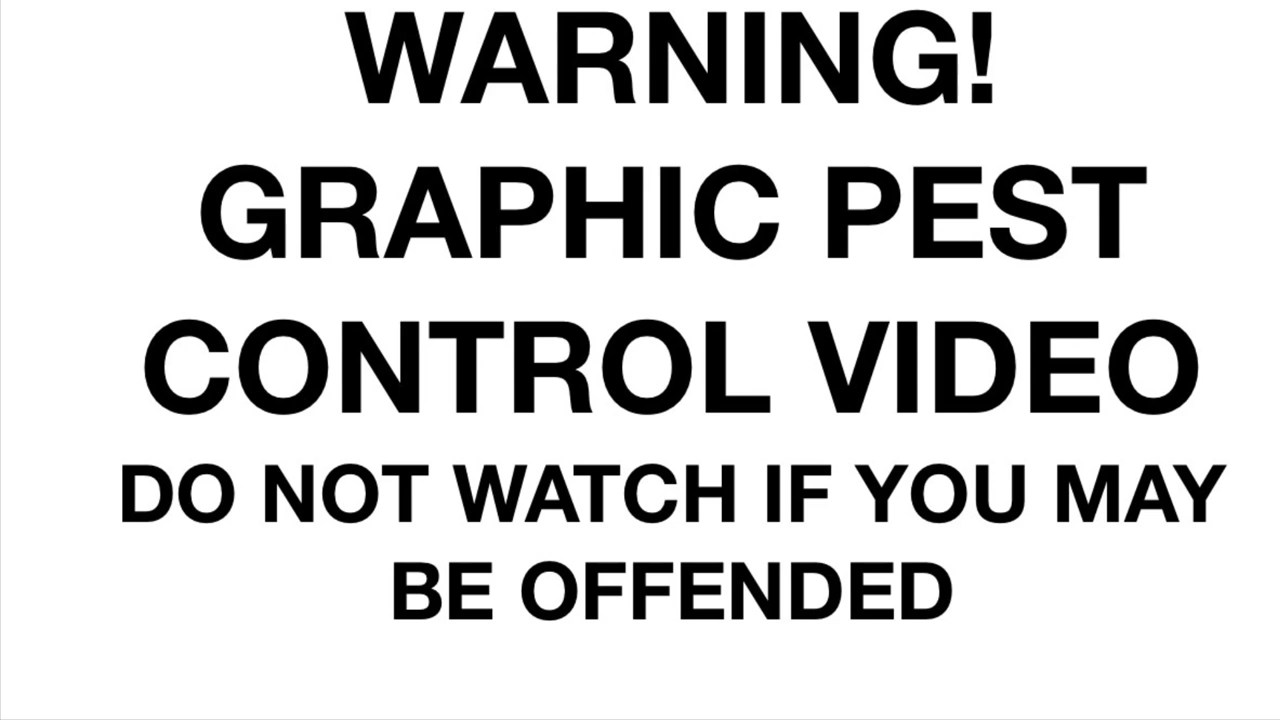 WARNING!
GRAPHIC PEST
CONTROL VIDEO
DO NOT WATCH IF YOU MAY
BE OFFENDED